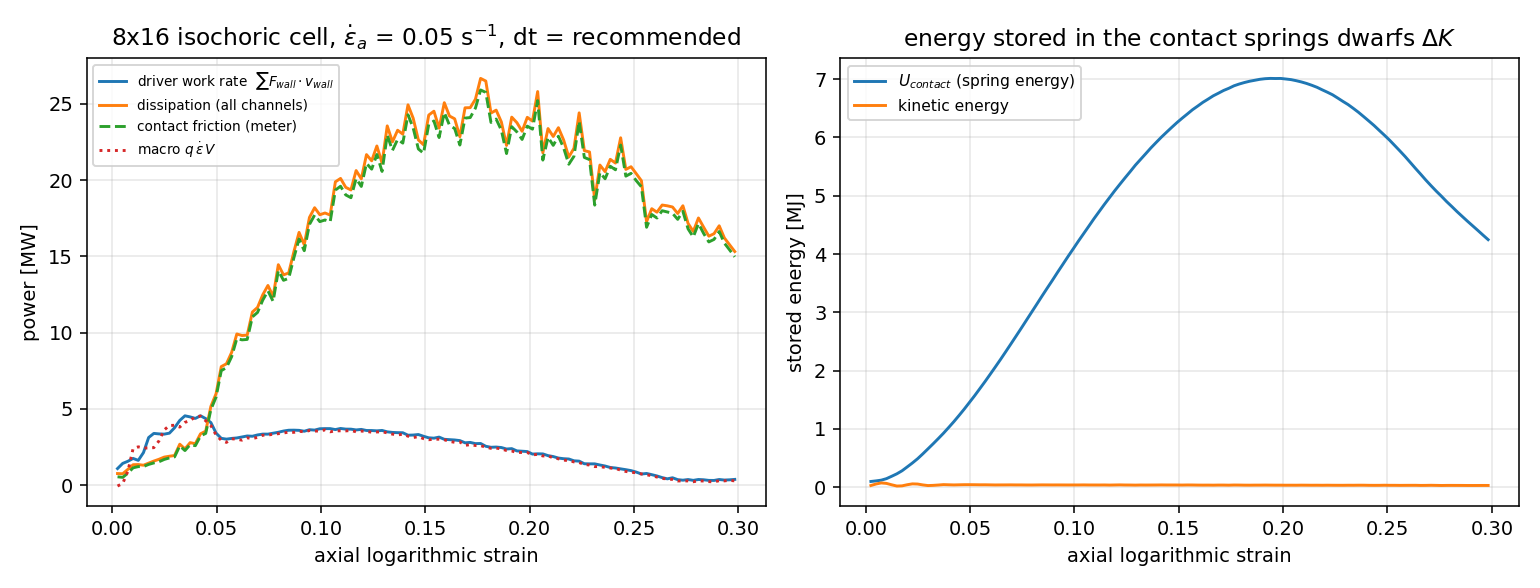 8x16 isochoric cell, ε̇ₐ = 0.05 s⁻¹, dt = recommended
driver work rate ∑F_wall · v_wall
dissipation (all channels)
contact friction (meter)
macro q ε̇ V
power [MW]
25
20
15
10
5
0
0.00 0.05 0.10 0.15 0.20 0.25 0.30
axial logarithmic strain
energy stored in the contact springs dwarfs ΔK
U_contact (spring energy)
kinetic energy
stored energy [MJ]
7
6
5
4
3
2
1
0
0.00 0.05 0.10 0.15 0.20 0.25 0.30
axial logarithmic strain